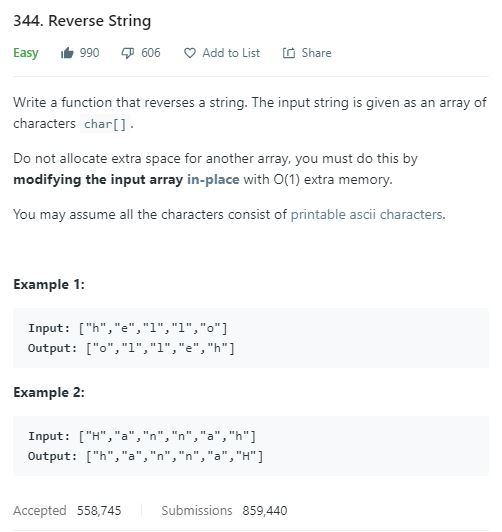 344. Reverse String
Easy 990 606 Add to List Share
Write a function that reverses a string. The input string is given as an array of
characters char[].
Do not allocate extra space for another array, you must do this by
modifying the input array in-place with O(1) extra memory.
You may assume all the characters consist of printable ascii characters.
Example 1:
Input: ["h","e","l","l","o"]
Output: ["o","l","l","e","h"]
Example 2:
Input: ["H","a","n","n","a","h"]
Output: ["h","a","n","n","a","H"]
Accepted 558,745 Submissions 859,440